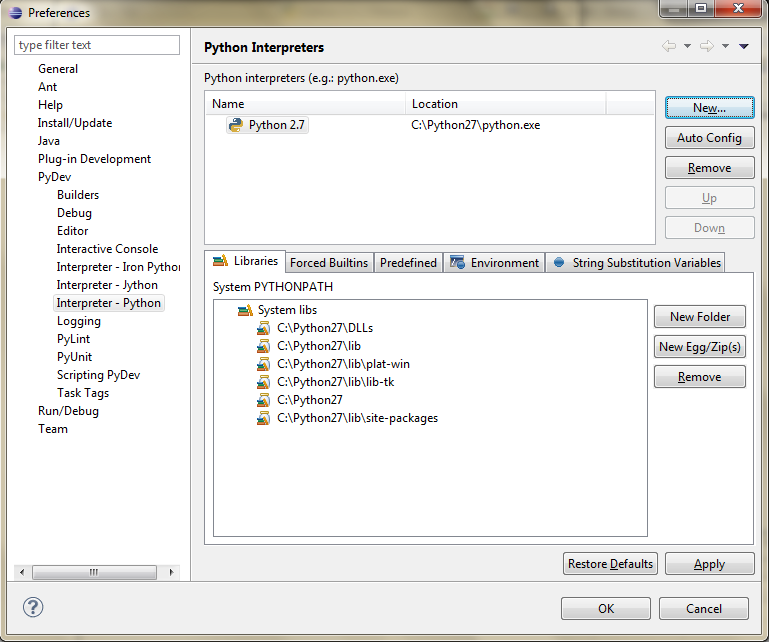 Preferences
type filter text
General
Ant
Help
Install/Update
Java
Plug-in Development
PyDev
Builders
Debug
Editor
Interactive Console
Interpreter - Iron Python
Interpreter - Jython
Interpreter - Python
Logging
PyLint
PyUnit
Scripting PyDev
Task Tags
Run/Debug
Team
Python Interpreters
Python interpreters (e.g.: python.exe)
Name Location
Python 2.7 C:\Python27\python.exe
New...
Auto Config
Remove
Up
Down
Libraries Forced Builtins Predefined Environment String Substitution Variables
System PYTHONPATH
System libs
C:\Python27\DLLs
C:\Python27\lib
C:\Python27\lib\plat-win
C:\Python27\lib\lib-tk
C:\Python27
C:\Python27\lib\site-packages
New Folder
New Egg/Zip(s)
Remove
Restore Defaults Apply
? OK Cancel